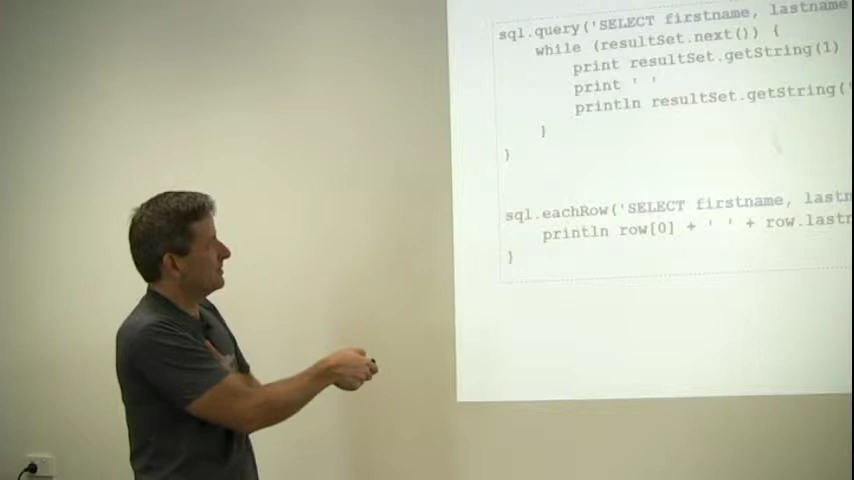 sql.query('SELECT firstname, lastname
while (resultSet.next()) {
print resultSet.getString(1)
print ' '
println resultSet.getString('
}
}
sql.eachRow('SELECT firstname, lastn
println row[0] + ' ' + row.lastn
}